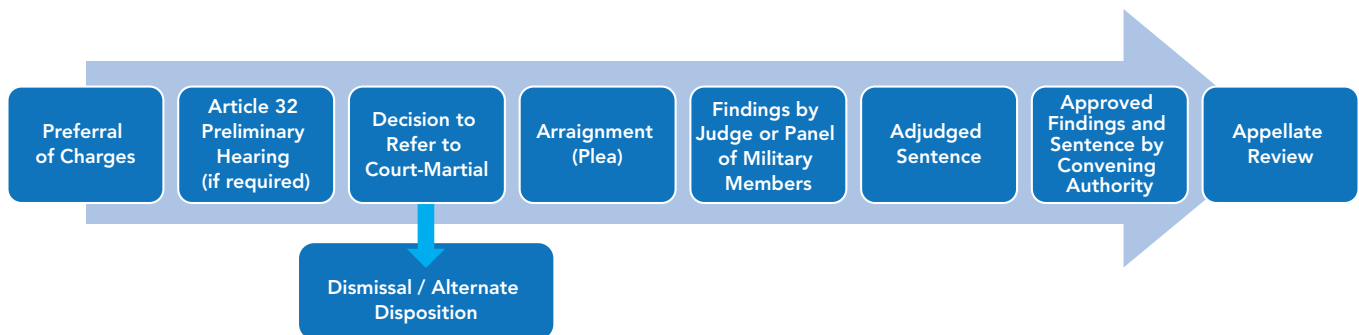 Preferral
of Charges
Article 32
Preliminary
Hearing
(if required)
Decision to
Refer to
Court-Martial
Arraignment
(Plea)
Findings by
Judge or Panel
of Military
Members
Adjudged
Sentence
Approved
Findings and
Sentence by
Convening
Authority
Appellate
Review
Dismissal / Alternate
Disposition